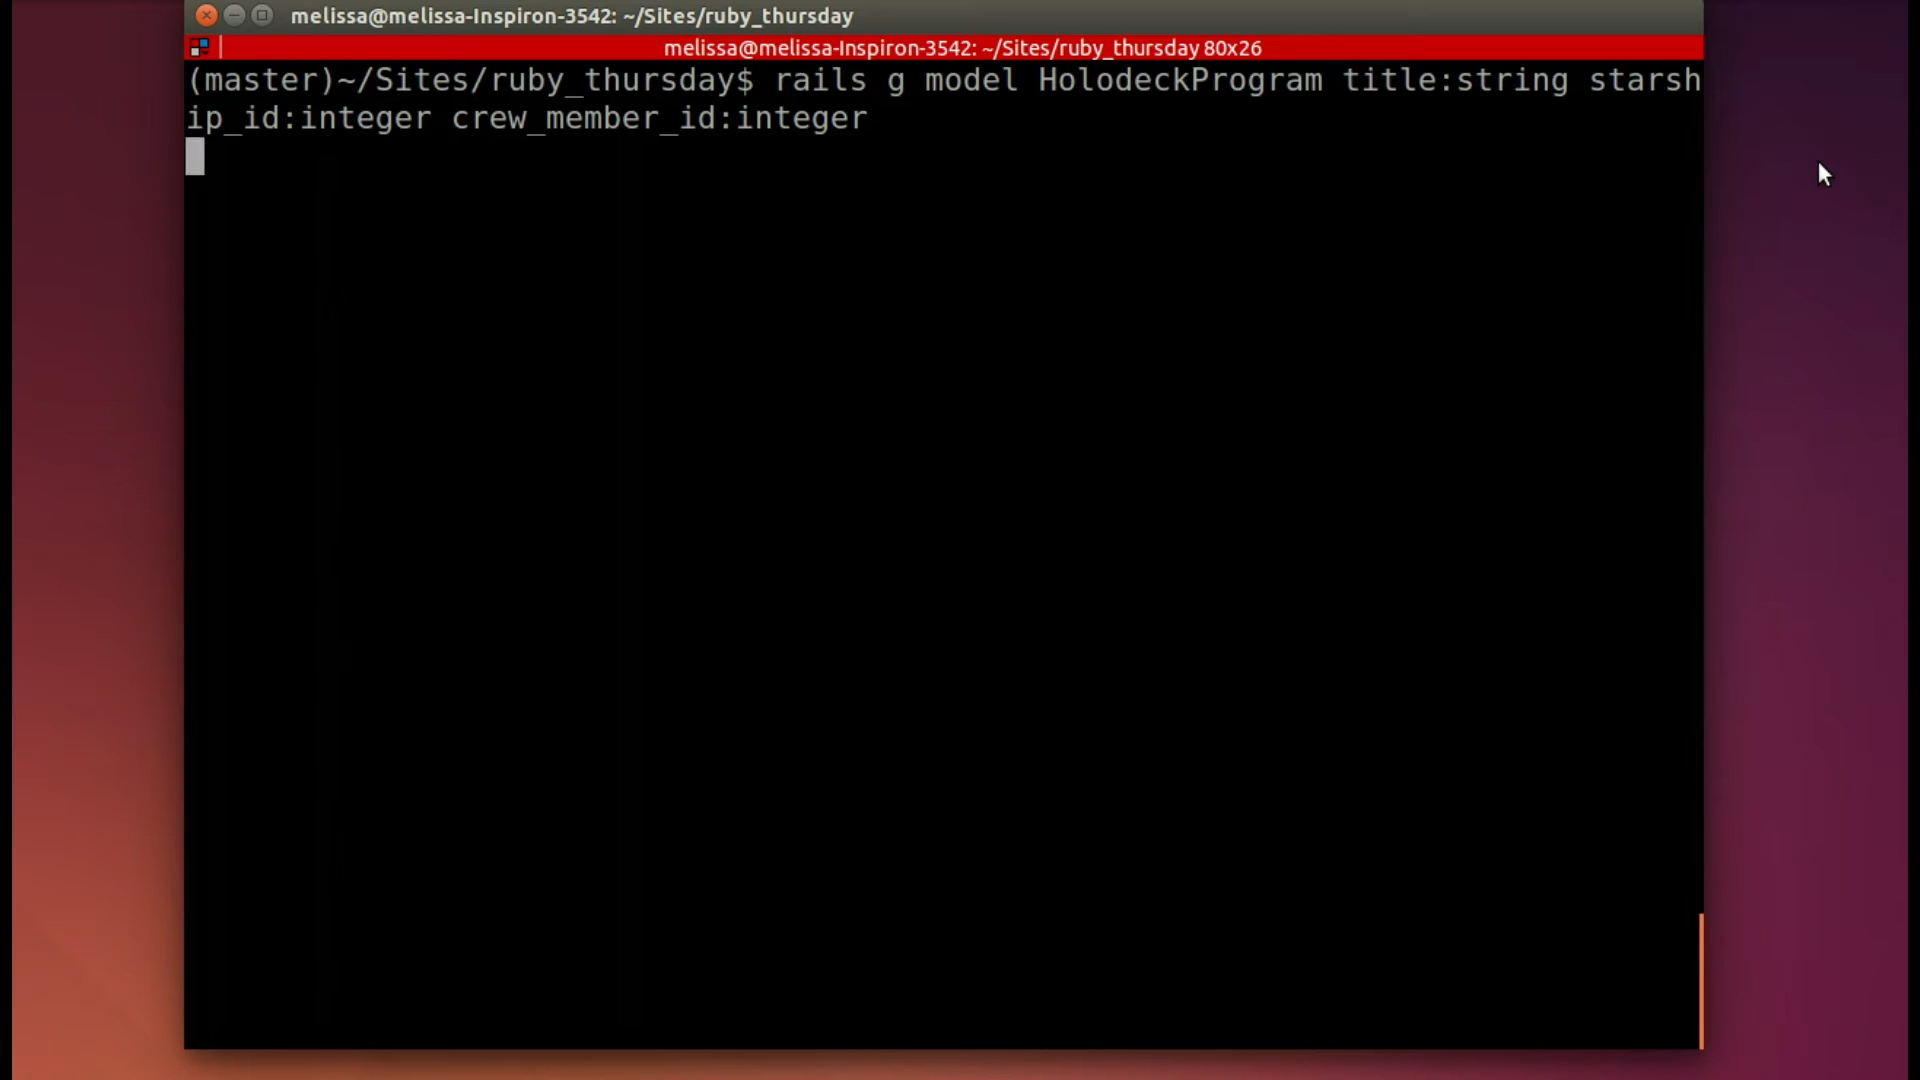 melissa@melissa-Inspiron-3542: ~/Sites/ruby_thursday
melissa@melissa-Inspiron-3542: ~/Sites/ruby_thursday 80x26
(master)~/Sites/ruby_thursday$ rails g model HolodeckProgram title:string starsh
ip_id:integer crew_member_id:integer